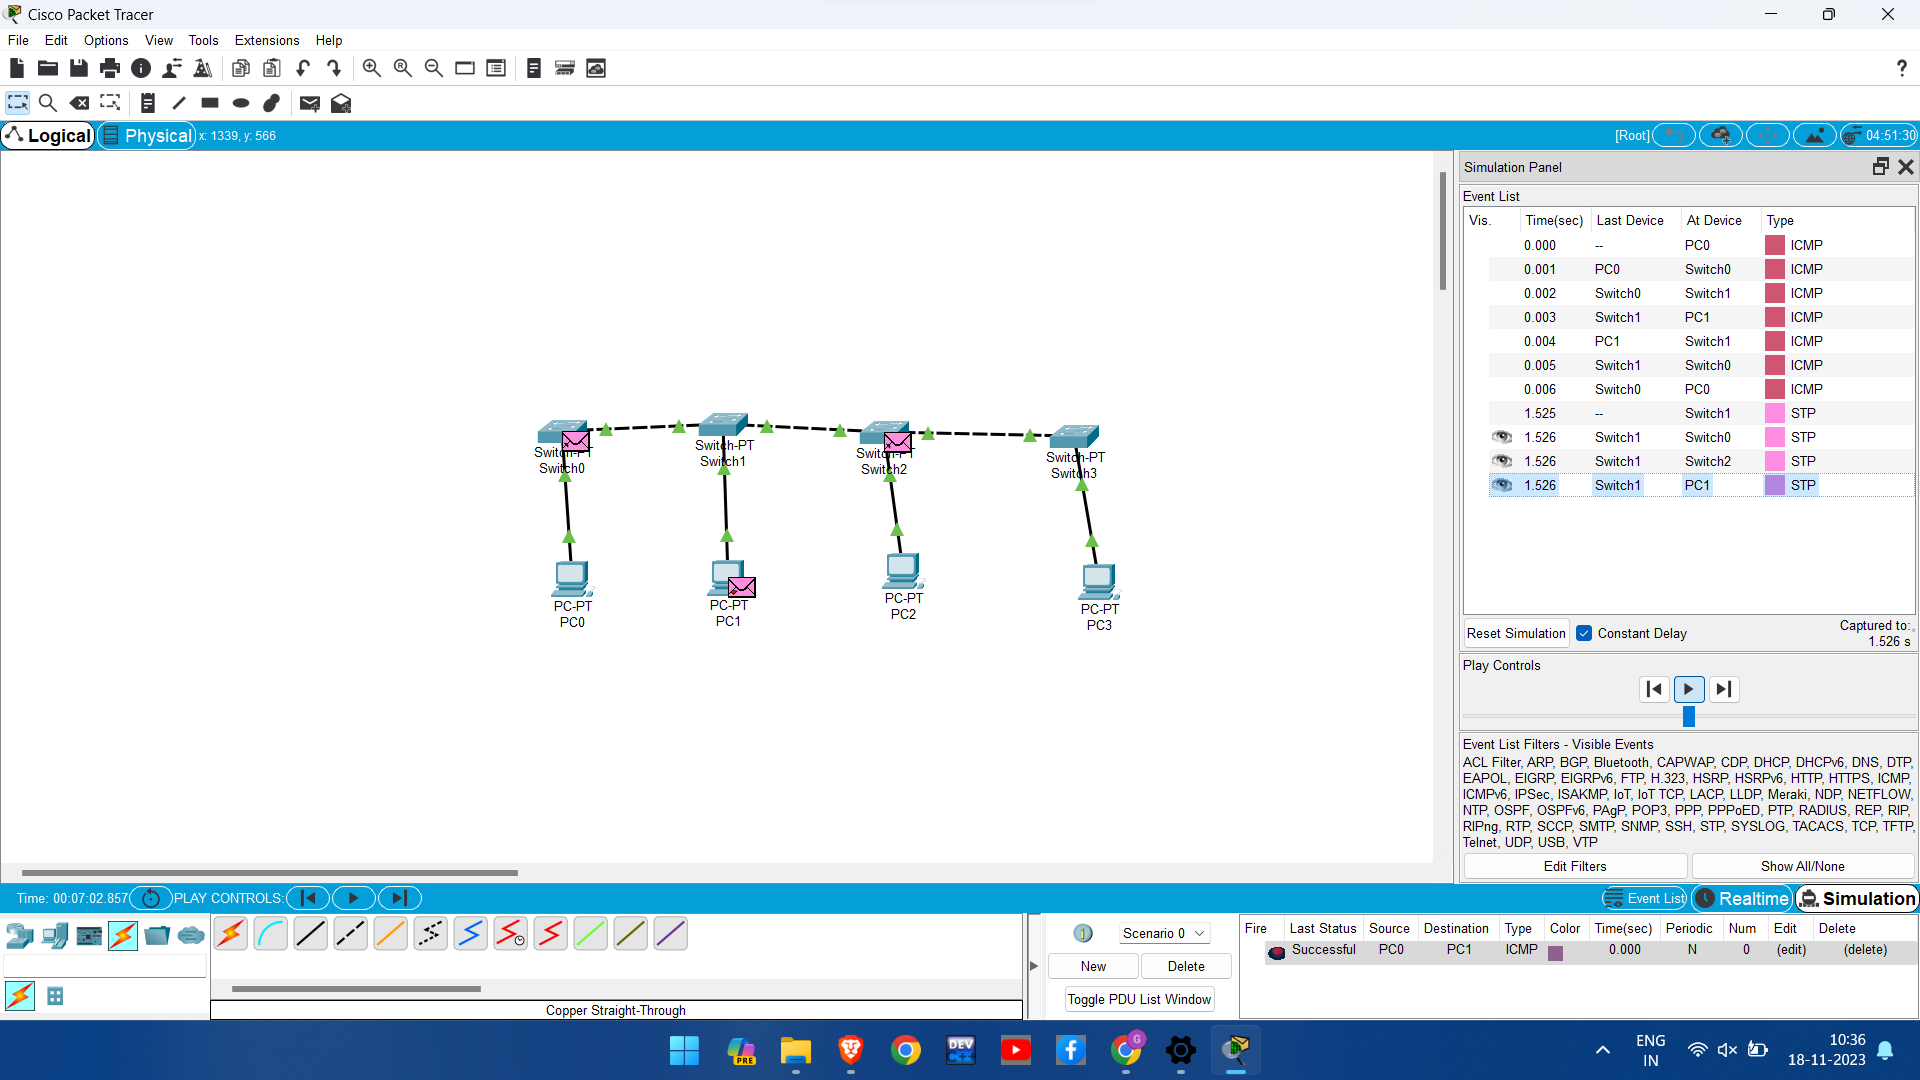 Cisco Packet Tracer
File Edit Options View Tools Extensions Help
?
Logical Physical x: 1339, y: 566 [Root] 04:51:30
Simulation Panel
Event List
Vis. Time(sec) Last Device At Device Type
0.000 -- PC0 ICMP
0.001 PC0 Switch0 ICMP
0.002 Switch0 Switch1 ICMP
0.003 Switch1 PC1 ICMP
0.004 PC1 Switch1 ICMP
0.005 Switch1 Switch0 ICMP
0.006 Switch0 PC0 ICMP
1.525 -- Switch1 STP
1.526 Switch1 Switch0 STP
1.526 Switch1 Switch2 STP
1.526 Switch1 PC1 STP
Switch-PT
Switch0
Switch-PT
Switch1
Switch-PT
Switch2
Switch-PT
Switch3
PC-PT
PC0
PC-PT
PC1
PC-PT
PC2
PC-PT
PC3
Reset Simulation Constant Delay Captured to:
1.526 s
Play Controls
Event List Filters - Visible Events
ACL Filter, ARP, BGP, Bluetooth, CAPWAP, CDP, DHCP, DHCPv6, DNS, DTP,
EAPOL, EIGRP, EIGRPv6, FTP, H.323, HSRP, HSRPv6, HTTP, HTTPS, ICMP,
ICMPv6, IPSec, ISAKMP, IoT, IoT TCP, LACP, LLDP, Meraki, NDP, NETFLOW,
NTP, OSPF, OSPFv6, PAgP, POP3, PPP, PPPoED, PTP, RADIUS, REP, RIP,
RIPng, RTP, SCCP, SMTP, SNMP, SSH, STP, SYSLOG, TACACS, TCP, TFTP,
Telnet, UDP, USB, VTP
Edit Filters Show All/None
Time: 00:07:02.857 PLAY CONTROLS: Event List Realtime Simulation
Scenario 0
New Delete
Toggle PDU List Window
Fire Last Status Source Destination Type Color Time(sec) Periodic Num Edit Delete
Successful PC0 PC1 ICMP 0.000 N 0 (edit) (delete)
Copper Straight-Through
PRE
DEV
C++
G
ENG
IN
10:36
18-11-2023